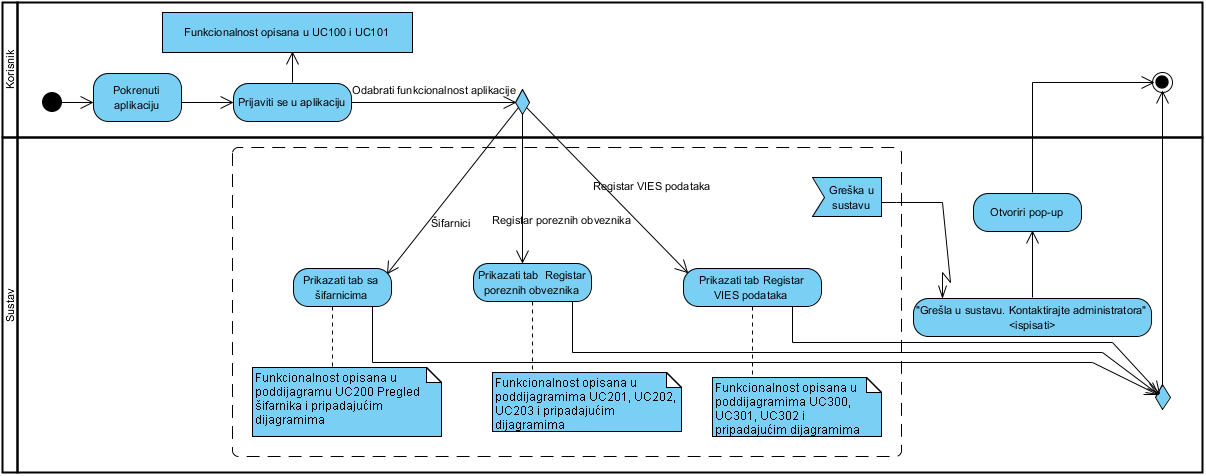 Korisnik
Funkcionalnost opisana u UC100 i UC101
Pokrenuti
aplikaciju
Prijaviti se u aplikaciju
Odabrati funkcionalnost aplikacije
Sustav
Šifarnici
Registar poreznih obveznika
Registar VIES podataka
Greška u
sustavu
Otvoriri pop-up
Prikazati tab sa
šifarnicima
Prikazati tab Registar
poreznih obveznika
Prikazati tab Registar
VIES podataka
"Grešla u sustavu. Kontaktirajte administratora"
<ispisati>
Funkcionalnost opisana u
poddijagramu UC200 Pregled
šifarnika i pripadajućim
dijagramima
Funkcionalnost opisana u
poddijagramima UC201, UC202,
UC203 i pripadajućim
dijagramima
Funkcionalnost opisana u
poddijagramima UC300,
UC301, UC302 i
pripadajućim dijagramima